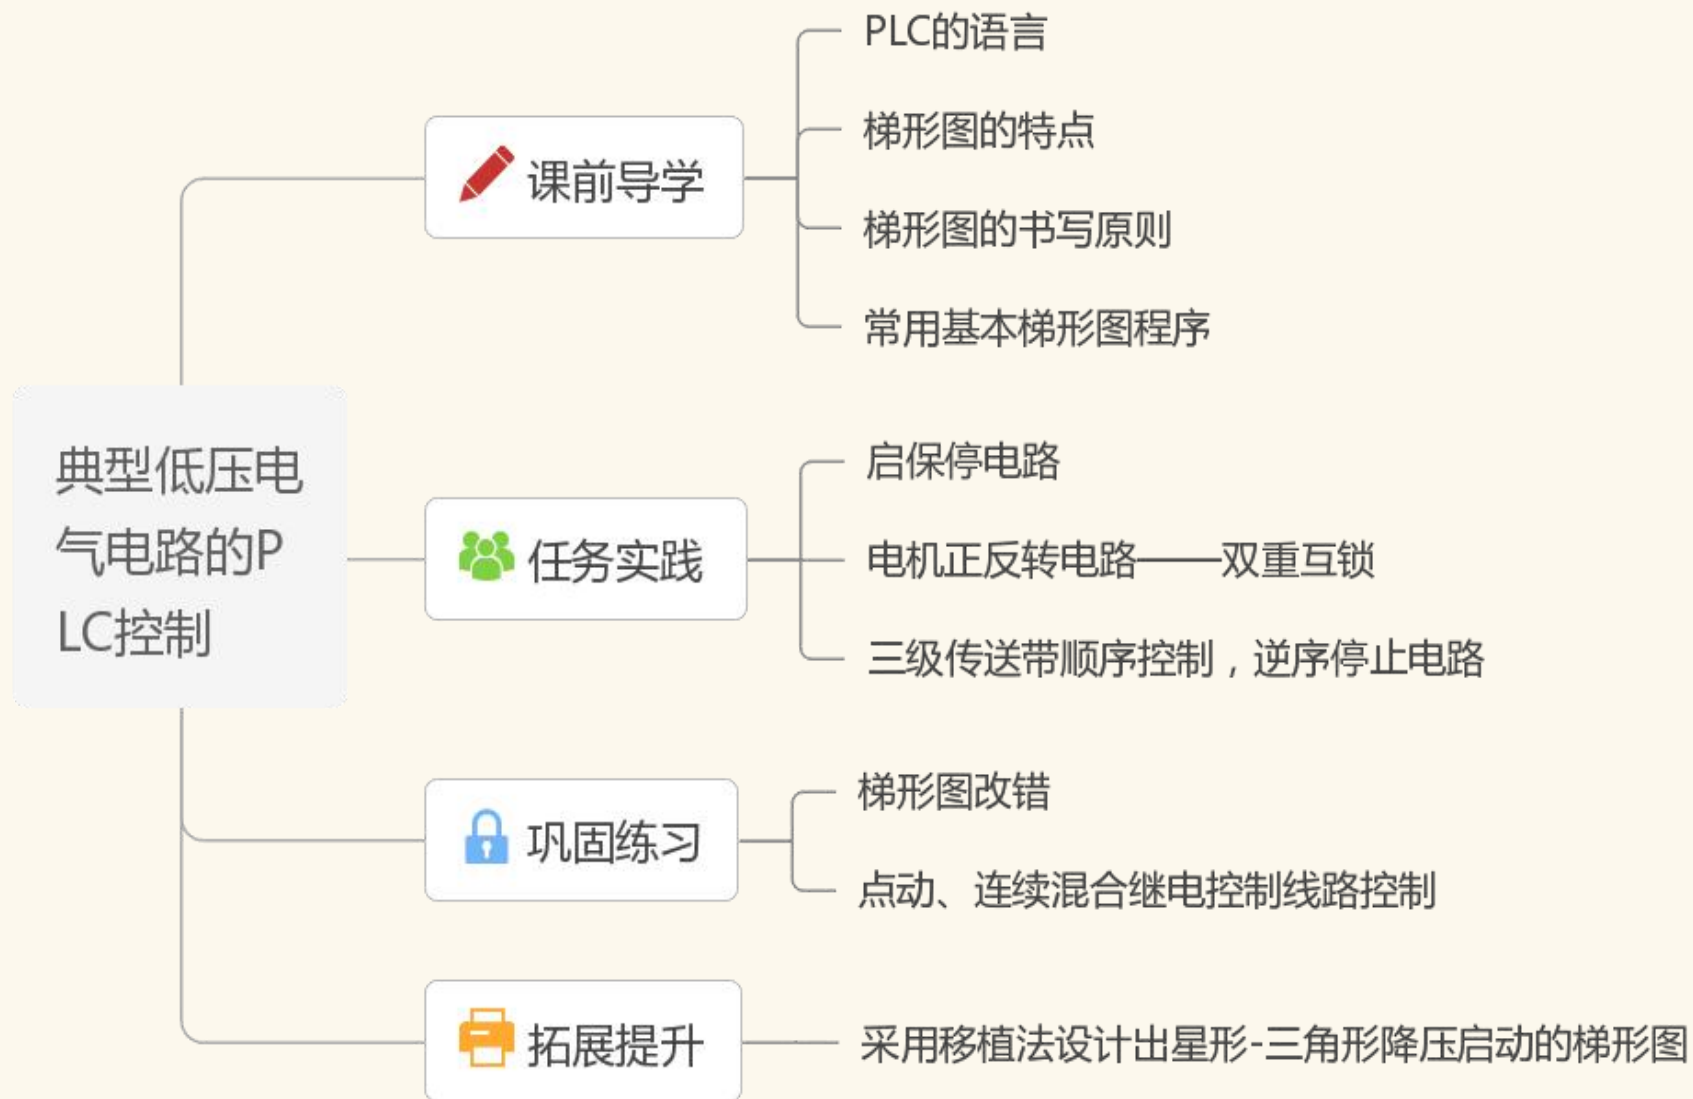 典型低压电
气电路的P
LC控制
课前导学
PLC的语言
梯形图的特点
梯形图的书写原则
常用基本梯形图程序
任务实践
启保停电路
电机正反转电路——双重互锁
三级传送带顺序控制，逆序停止电路
巩固练习
梯形图改错
点动、连续混合继电控制线路控制
拓展提升
采用移植法设计出星形-三角形降压启动的梯形图